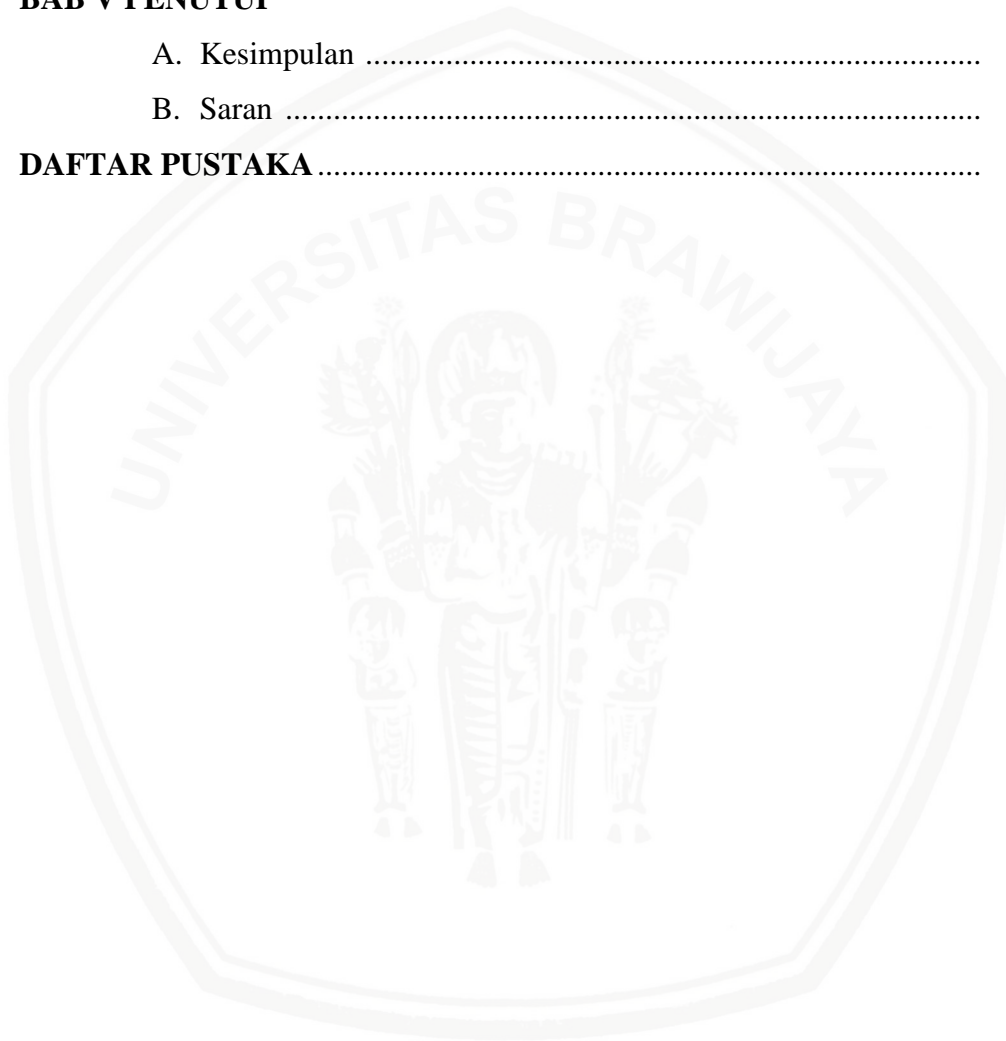 BAB V PENUTUP
A. Kesimpulan ............................................................................
B. Saran ......................................................................................
DAFTAR PUSTAKA ..................................................................................
UNIVERSITAS BRAWIJAYA